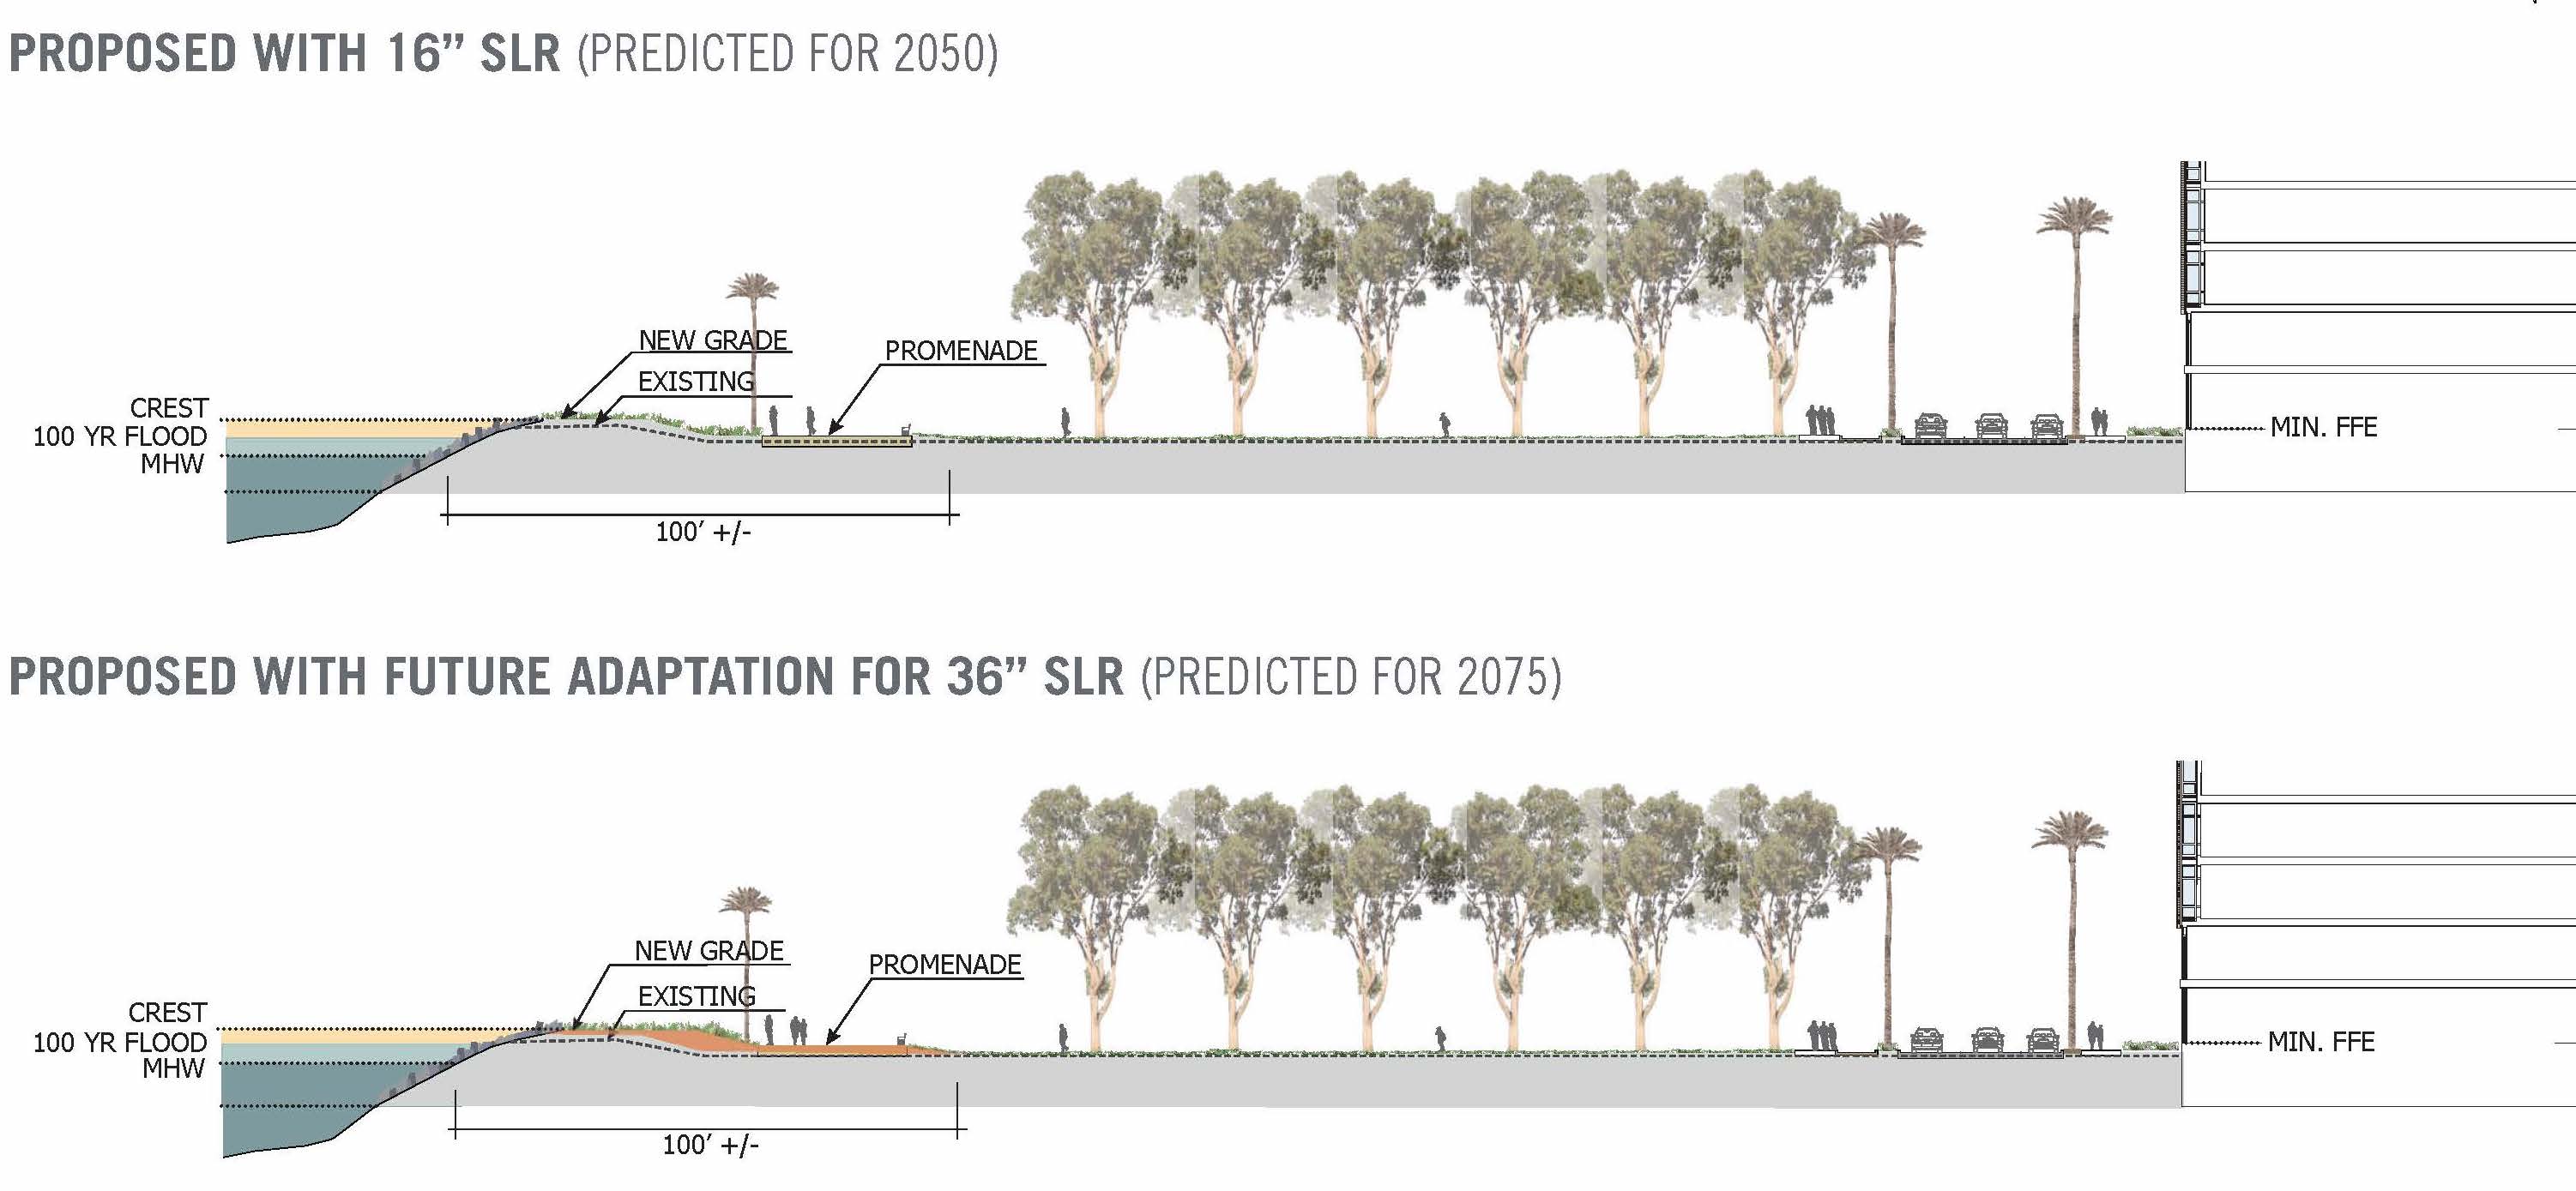 PROPOSED WITH 16” SLR (PREDICTED FOR 2050)
NEW GRADE
PROMENADE
EXISTING
CREST
100 YR FLOOD
MHW
MIN. FFE
100’ +/-
PROPOSED WITH FUTURE ADAPTATION FOR 36” SLR (PREDICTED FOR 2075)
NEW GRADE
PROMENADE
EXISTING
CREST
100 YR FLOOD
MHW
MIN. FFE
100’ +/-